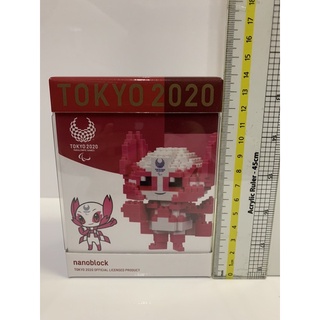 TOKYO 2020
TOKYO 2020
nanoblock
TOKYO 2020 OFFICIAL LICENSED PRODUCT
Acrylic Ruler - 45cm